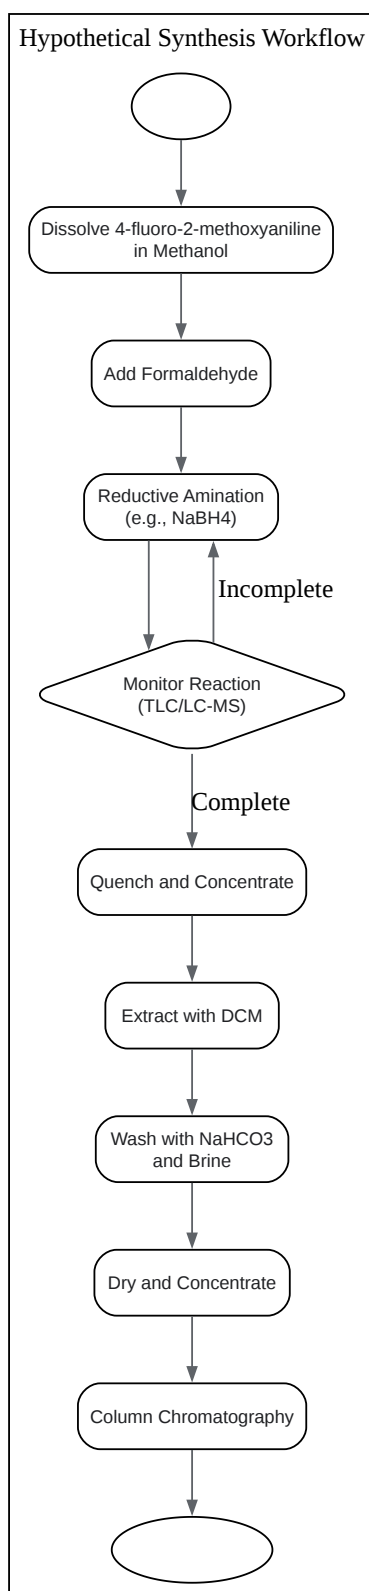 Hypothetical Synthesis Workflow
Dissolve 4-fluoro-2-methoxyaniline
in Methanol
Add Formaldehyde
Reductive Amination
(e.g., NaBH4)
Incomplete
Monitor Reaction
(TLC/LC-MS)
Complete
Quench and Concentrate
Extract with DCM
Wash with NaHCO3
and Brine
Dry and Concentrate
Column Chromatography